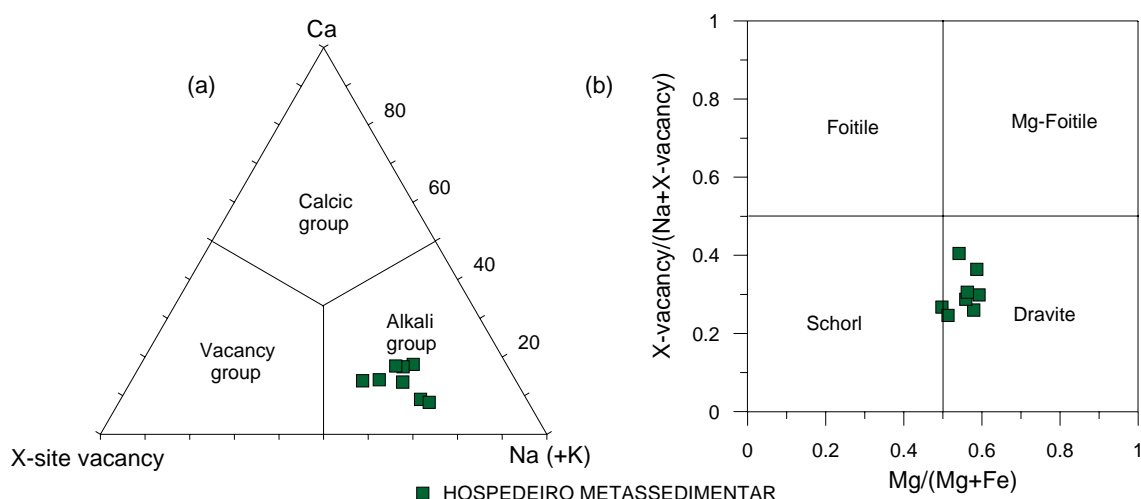 Ca
(a)
80
60
Calcic
group
40
Alkali
group
20
Vacancy
group
X-site vacancy
Na (+K)
(b)
X-vacancy/(Na+X-vacancy)
1
0.8
0.6
0.4
0.2
0
Foitile
Mg-Foitile
Schorl
Dravite
0
0.2
0.4
0.6
0.8
1
Mg/(Mg+Fe)
HOSPEDEIRO METASSEDIMENTAR